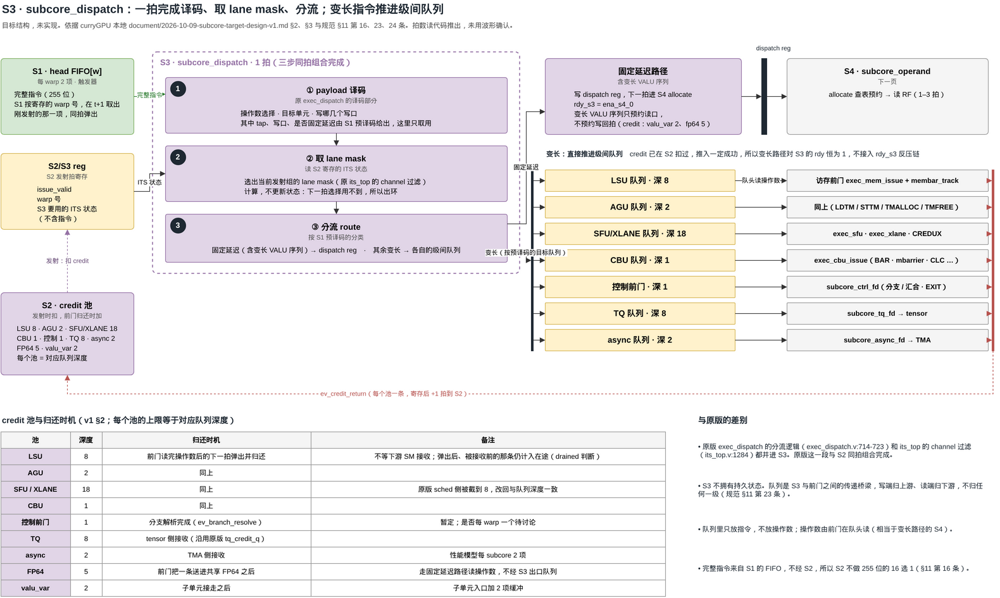 S3 · subcore_dispatch：一拍完成译码、取 lane mask、分流；变长指令推进级间队列
目标结构，未实现。依据 curryGPU 本地 document/2026-10-09-subcore-target-design-v1.md §2、§3 与规范 §11 第 16、23、24 条。拍数读代码推出，未用波形确认。
S1 · head FIFO[w]
每 warp 2 项 · 触发器
完整指令（255 位）
S1 按寄存的 warp 号，在 t+1 取出
刚发射的那一项，同拍弹出
完整指令
S2/S3 reg
S2 发射拍寄存
issue_valid
warp 号
S3 要用的 ITS 状态
（不含指令）
ITS 状态
发射：扣 credit
S2 · credit 池
发射时扣，前门归还时加
LSU 8 · AGU 2 · SFU/XLANE 18
CBU 1 · 控制 1 · TQ 8 · async 2
FP64 5 · valu_var 2
每个池 = 对应队列深度
S3 · subcore_dispatch · 1 拍（三步同拍组合完成）
1
① payload 译码
原 exec_dispatch 的译码部分
操作数选择 · 目标单元 · 写哪几个写口
其中 tap、写口、是否固定延迟由 S1 预译码给出，这里只取用
2
② 取 lane mask
读 S2 寄存的 ITS 状态
选出当前发射组的 lane mask（原 its_top 的 channel 过滤）
计算，不更新状态：下一拍选择用不到，所以出环
3
③ 分流 route
按 S1 预译码的分类
固定延迟（含变长 VALU 序列）→ dispatch reg · 其余变长 → 各自的级间队列
固定延迟
变长（按预译码的目标队列）
固定延迟路径
含变长 VALU 序列
写 dispatch reg，下一拍进 S4 allocate
rdy_s3 = ena_s4_0
变长 VALU 序列只预约读口，
不预约写回拍（credit：valu_var 2、fp64 5）
dispatch reg
S4 · subcore_operand
下一页
allocate 查表预约 → 读 RF（1–3 拍）
变长：直接推进级间队列 credit 已在 S2 扣过，推入一定成功，所以变长路径对 S3 的 rdy 恒为 1，不接入 rdy_s3 反压链
LSU 队列 · 深 8
队头读操作数
访存前门 exec_mem_issue + membar_track
AGU 队列 · 深 2
同上（LDTM / STTM / TMALLOC / TMFREE）
SFU/XLANE 队列 · 深 18
exec_sfu · exec_xlane · CREDUX
CBU 队列 · 深 1
exec_cbu_issue（BAR · mbarrier · CLC ...）
控制前门 · 深 1
subcore_ctrl_fd（分支 / 汇合 · EXIT）
TQ 队列 · 深 8
subcore_tq_fd → tensor
async 队列 · 深 2
subcore_async_fd → TMA
ev_credit_return（每个池一条，寄存后 +1 拍到 S2）
credit 池与归还时机（v1 §2；每个池的上限等于对应队列深度）
池 深度 归还时机 备注
LSU 8 前门读完操作数后的下一拍弹出并归还 不等下游 SM 接收；弹出后、被接收前的那条仍计入在途（drained 判断）
AGU 2 同上
SFU / XLANE 18 同上 原版 sched 侧被截到 8，改回与队列深度一致
CBU 1 同上
控制前门 1 分支解析完成（ev_branch_resolve） 暂定；是否每 warp 一个待讨论
TQ 8 tensor 侧接收（沿用原版 tq_credit_q）
async 2 TMA 侧接收 性能模型每 subcore 2 项
FP64 5 前门把一条送进共享 FP64 之后 走固定延迟路径读操作数，不经 S3 出口队列
valu_var 2 子单元接走之后 子单元入口加 2 项缓冲
与原版的差别
• 原版 exec_dispatch 的分流逻辑（exec_dispatch.v:714-723）和 its_top 的 channel 过滤
（its_top.v:1284）都并进 S3。原版这一段与 S2 同拍组合完成。
• S3 不拥有持久状态。队列是 S3 与前门之间的传递桥梁，写端归上游、读端归下游，不归任
何一级（规范 §11 第 23 条）。
• 队列里只放指令，不放操作数；操作数由前门在队头读（相当于变长路径的 S4）。
• 完整指令来自 S1 的 FIFO，不经 S2，所以 S2 不做 255 位的 16 选 1（§11 第 16 条）。